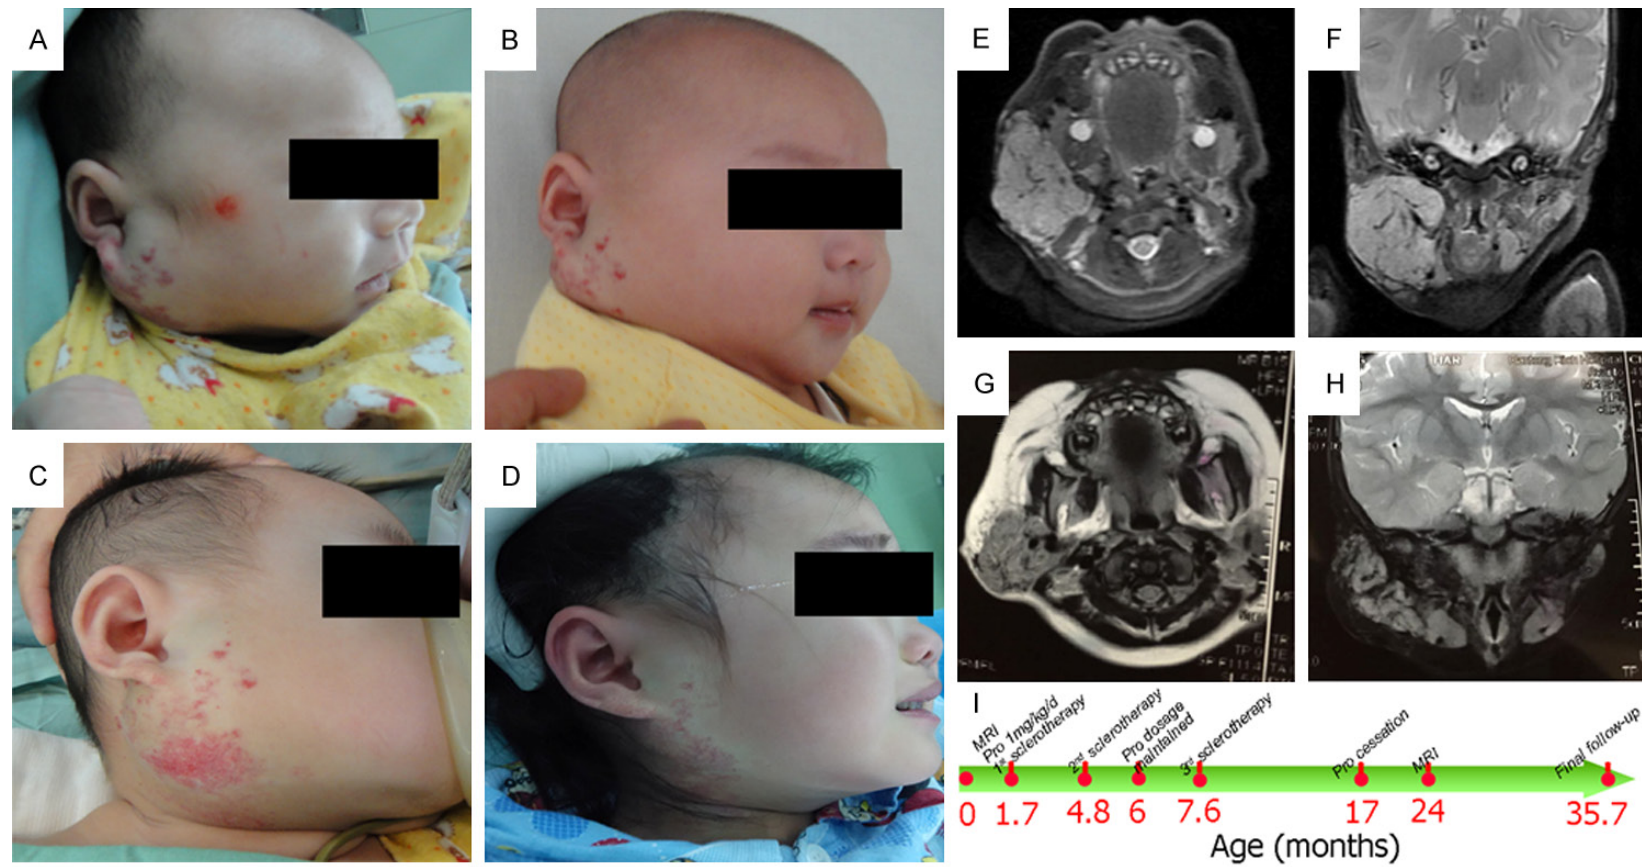 A
B
C
D
E
F
G
H
I
MRI
Pro 1mg/kg/d
1st sclerotherapy
2nd sclerotherapy
Pro dosage
maintained
3rd sclerotherapy
Pro cessation
MRI
Final follow-up
0
1.7
4.8
6
7.6
17
24
35.7
Age (months)